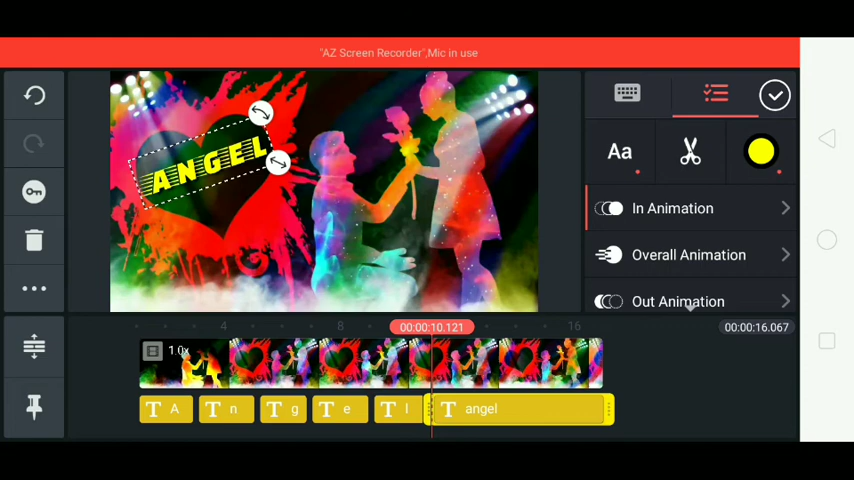 "AZ Screen Recorder",Mic in use
ANGEL
Aa
In Animation
Overall Animation
Out Animation
4
8
00:00:10.121
16
00:00:16.067
1.0x
T A
T n
T g
T e
T l
T angel